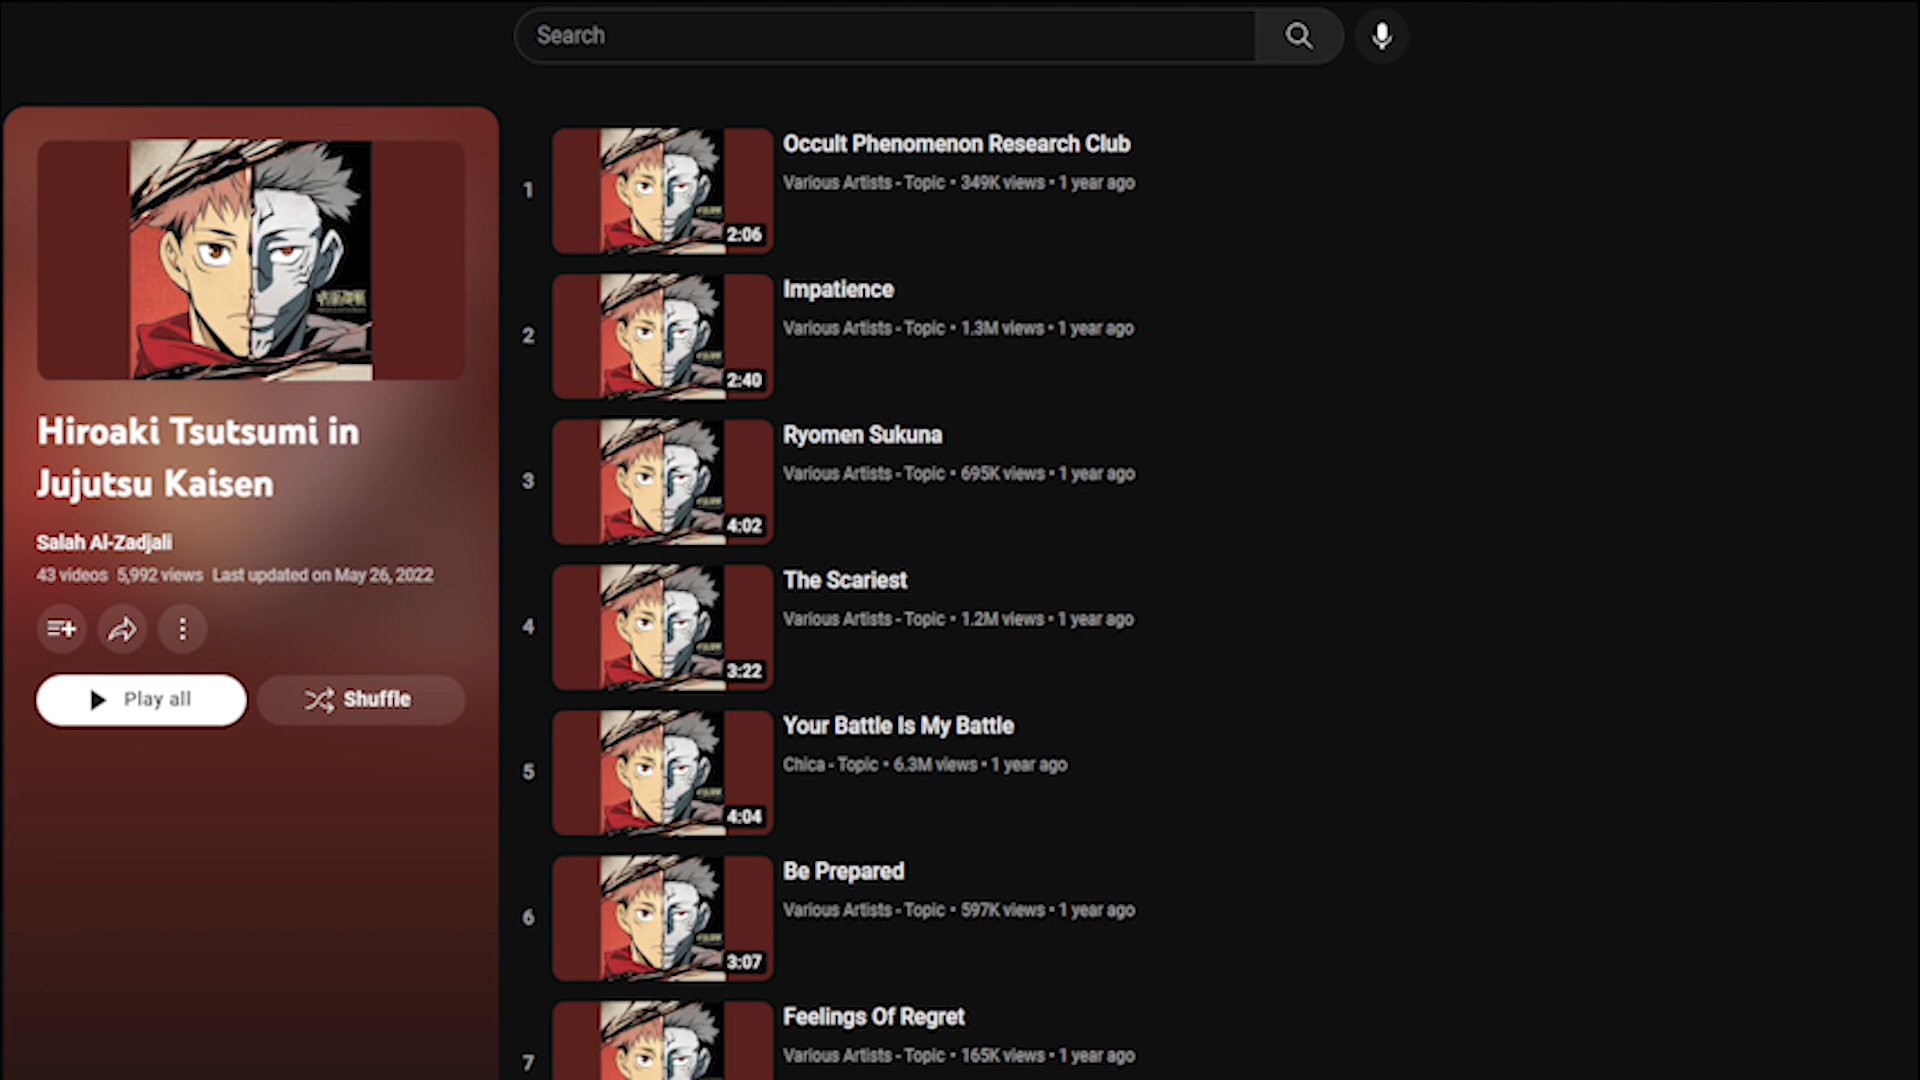 Search
Hiroaki Tsutsumi in
Jujutsu Kaisen
Salah Al-Zadjali
43 videos 5,992 views Last updated on May 26, 2022
Play all
Shuffle
1
2:06
Occult Phenomenon Research Club
Various Artists - Topic • 349K views • 1 year ago
2
2:40
Impatience
Various Artists - Topic • 1.3M views • 1 year ago
3
4:02
Ryomen Sukuna
Various Artists - Topic • 695K views • 1 year ago
4
3:22
The Scariest
Various Artists - Topic • 1.2M views • 1 year ago
5
4:04
Your Battle Is My Battle
Chica - Topic • 6.3M views • 1 year ago
6
3:07
Be Prepared
Various Artists - Topic • 597K views • 1 year ago
7
Feelings Of Regret
Various Artists - Topic • 165K views • 1 year ago